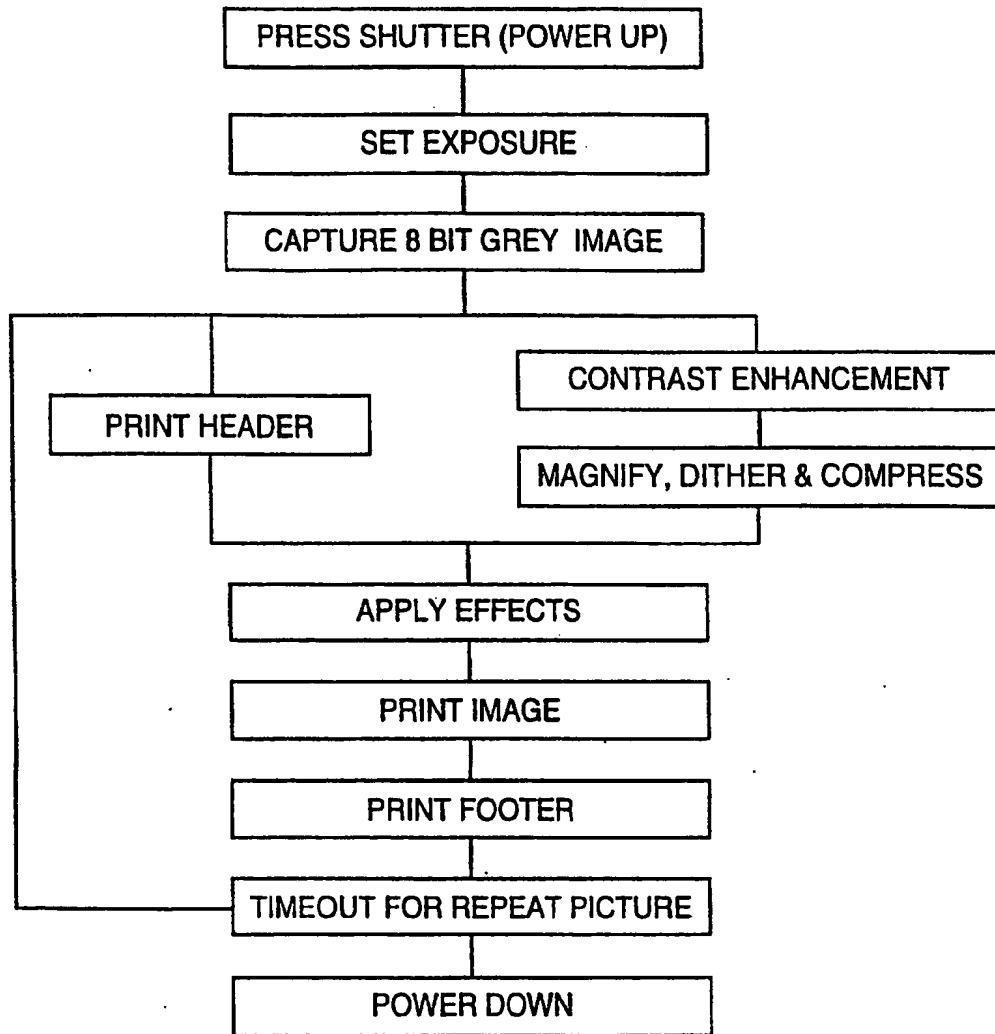 PRESS SHUTTER (POWER UP)
SET EXPOSURE
CAPTURE 8 BIT GREY IMAGE
CONTRAST ENHANCEMENT
PRINT HEADER
MAGNIFY, DITHER & COMPRESS
APPLY EFFECTS
PRINT IMAGE
PRINT FOOTER
TIMEOUT FOR REPEAT PICTURE
POWER DOWN